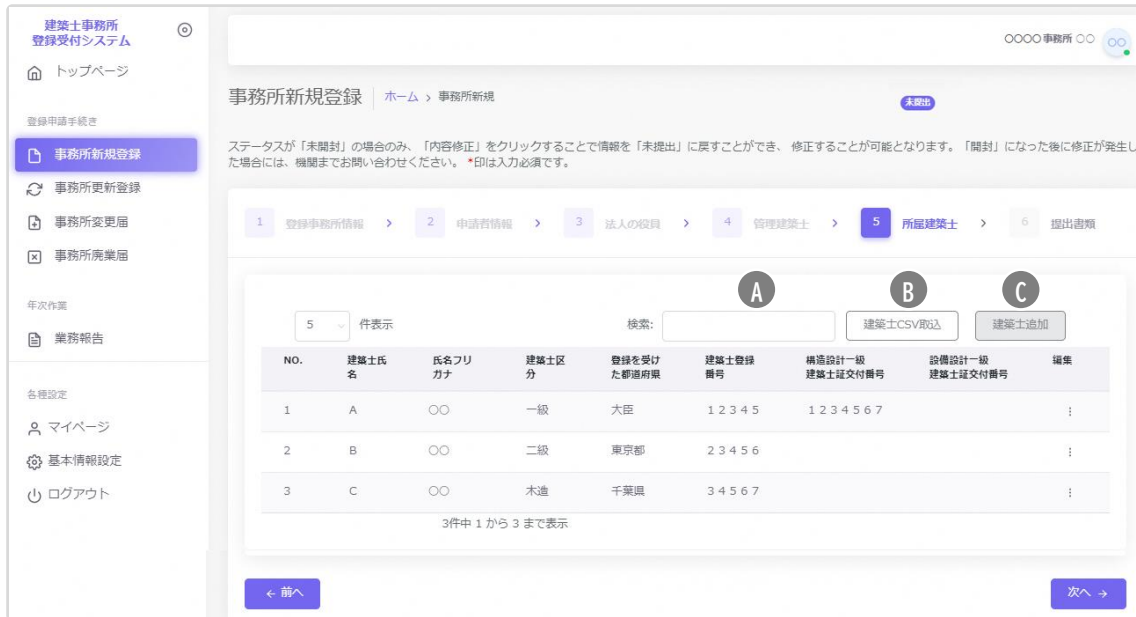 建築士事務所
登録受付システム
トップページ
登録申請手続き
事務所新規登録
事務所更新登録
事務所変更届
事務所廃業届
年次作業
業務報告
各種設定
マイページ
基本情報設定
ログアウト
○○○○事務所 ○○
○○
事務所新規登録 ホーム > 事務所新規
未提出
ステータスが「未開封」の場合のみ、「内容修正」をクリックすることで情報を「未提出」に戻すことができ、 修正することが可能となります。「開封」になった後に修正が発生し
た場合には、機関までお問い合わせください。 *印は入力必須です。
1 登録事務所情報 > 2 申請者情報 > 3 法人の役員 > 4 管理建築士 > 5 所属建築士 > 6 提出書類
A B C
5 件表示 検索: 建築士CSV取込 建築士追加
NO. 建築士氏名 氏名フリガナ 建築士区分 登録を受けた都道府県 建築士登録番号 構造設計一級建築士証交付番号 設備設計一級建築士証交付番号 編集
1 A ○○ 一級 大臣 12345 1234567
2 B ○○ 二級 東京都 23456
3 C ○○ 木造 千葉県 34567
3件中 1 から 3 まで表示
← 前へ 次へ →